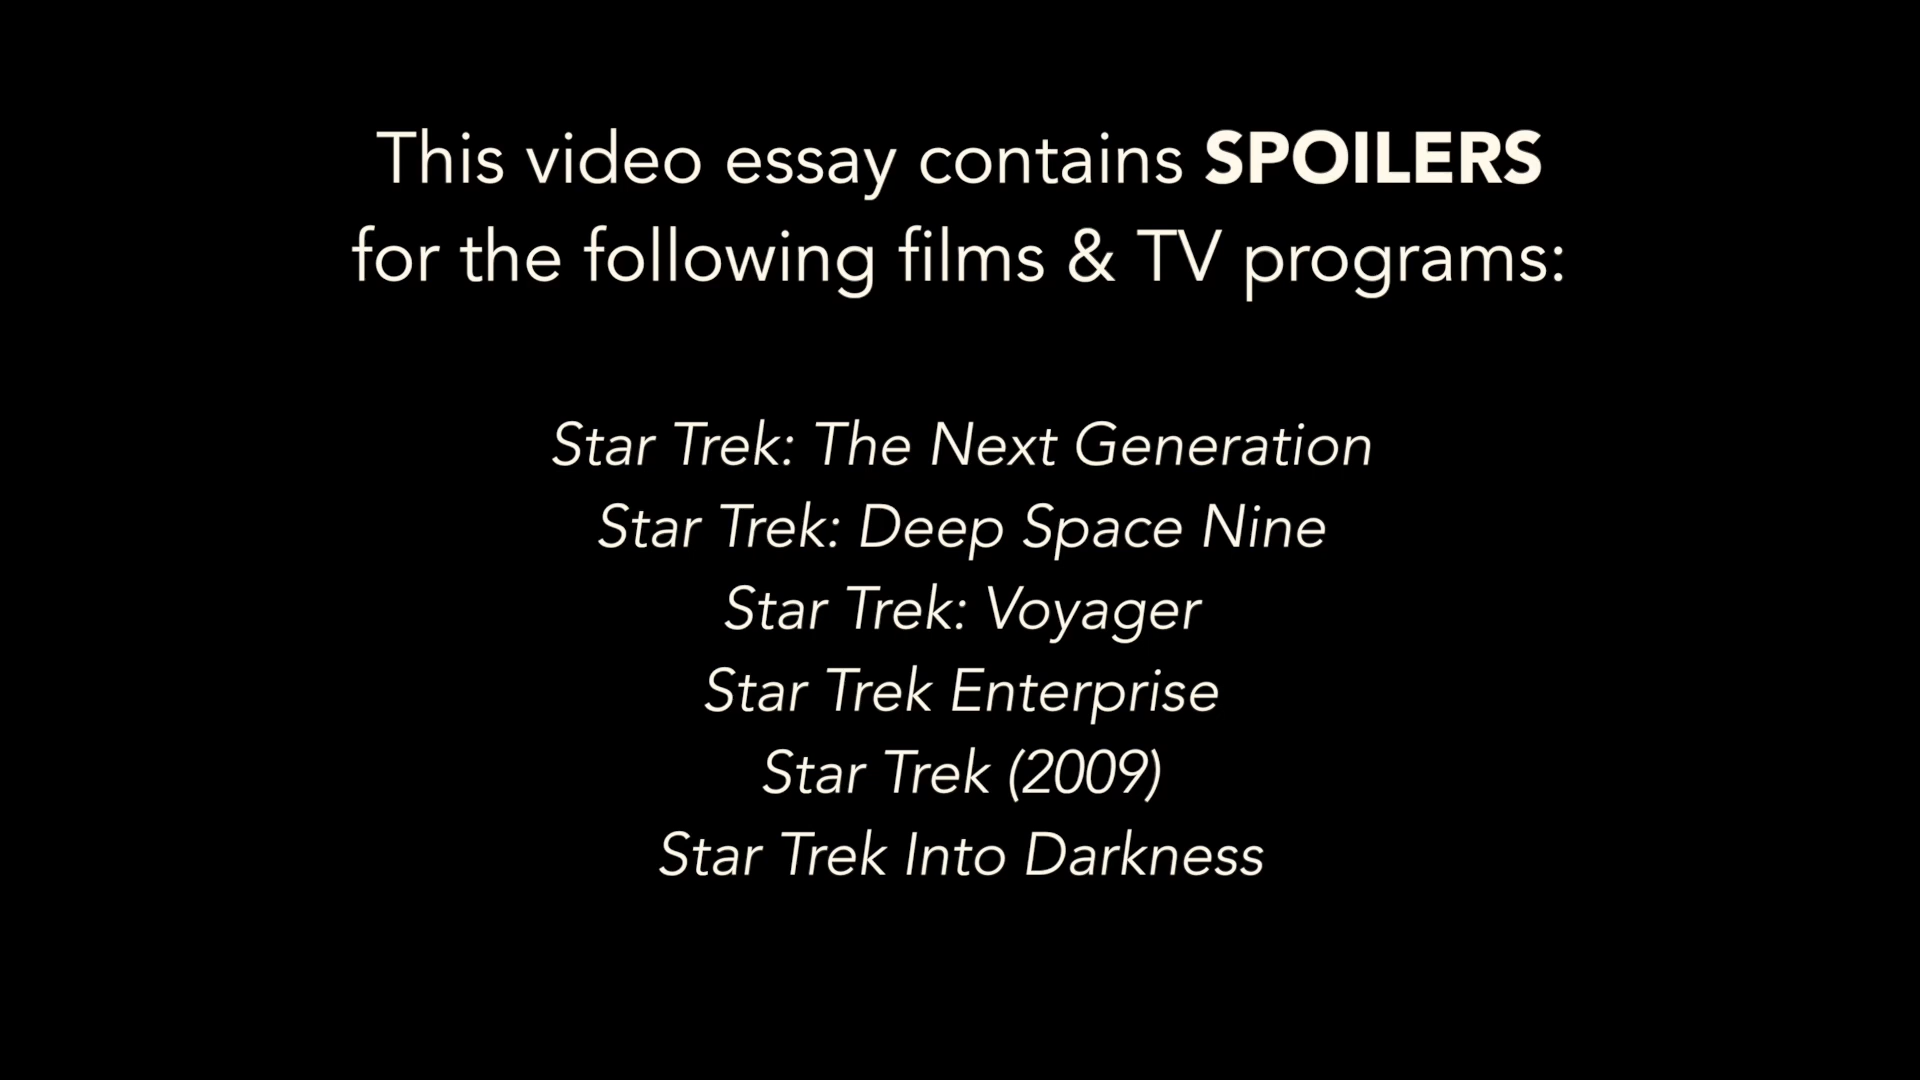 This video essay contains SPOILERS
for the following films & TV programs:
Star Trek: The Next Generation
Star Trek: Deep Space Nine
Star Trek: Voyager
Star Trek Enterprise
Star Trek (2009)
Star Trek Into Darkness